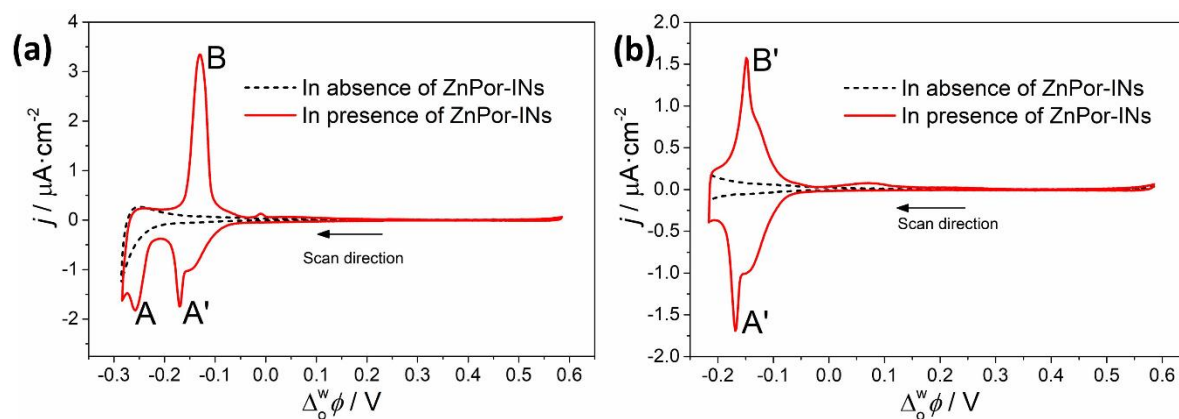 (a)
4
3
2
1
0
-1
-2
j / μA·cm-2
B
In absence of ZnPor-INs
In presence of ZnPor-INs
Scan direction
A
A'
-0.3 -0.2 -0.1 0.0 0.1 0.2 0.3 0.4 0.5 0.6
Δwoϕ / V
(b)
2.0
1.5
1.0
0.5
0.0
-0.5
-1.0
-1.5
-2.0
j / μA·cm-2
B'
In absence of ZnPor-INs
In presence of ZnPor-INs
Scan direction
A'
-0.2 -0.1 0.0 0.1 0.2 0.3 0.4 0.5 0.6
Δwoϕ / V